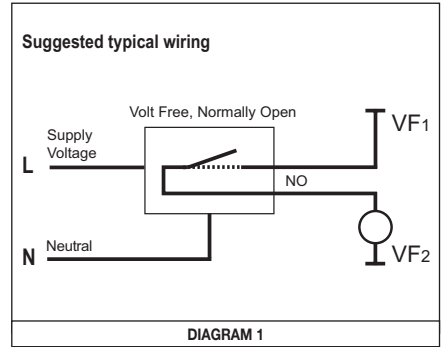 Suggested typical wiring
Volt Free, Normally Open
VF1
Supply
Voltage
L
NO
Neutral
N
VF2
DIAGRAM 1